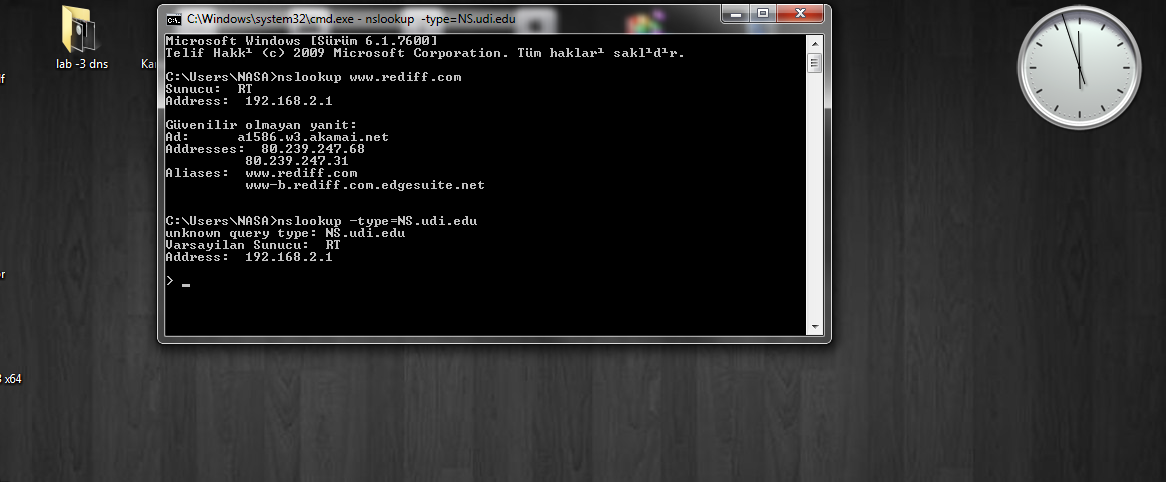 C:\Windows\system32\cmd.exe - nslookup -type=NS.udi.edu
Microsoft Windows [Sürüm 6.1.7600]
Telif Hakk¹ (c) 2009 Microsoft Corporation. Tüm haklar¹ sakl¹d¹r.
C:\Users\NASA>nslookup www.rediff.com
Sunucu: RT
Address: 192.168.2.1
Güvenilir olmayan yanit:
Ad: a1586.w3.akamai.net
Addresses: 80.239.247.68
80.239.247.31
Aliases: www.rediff.com
www-b.rediff.com.edgesuite.net
C:\Users\NASA>nslookup -type=NS.udi.edu
unknown query type: NS.udi.edu
Varsayilan Sunucu: RT
Address: 192.168.2.1
>
lab -3 dns
x64